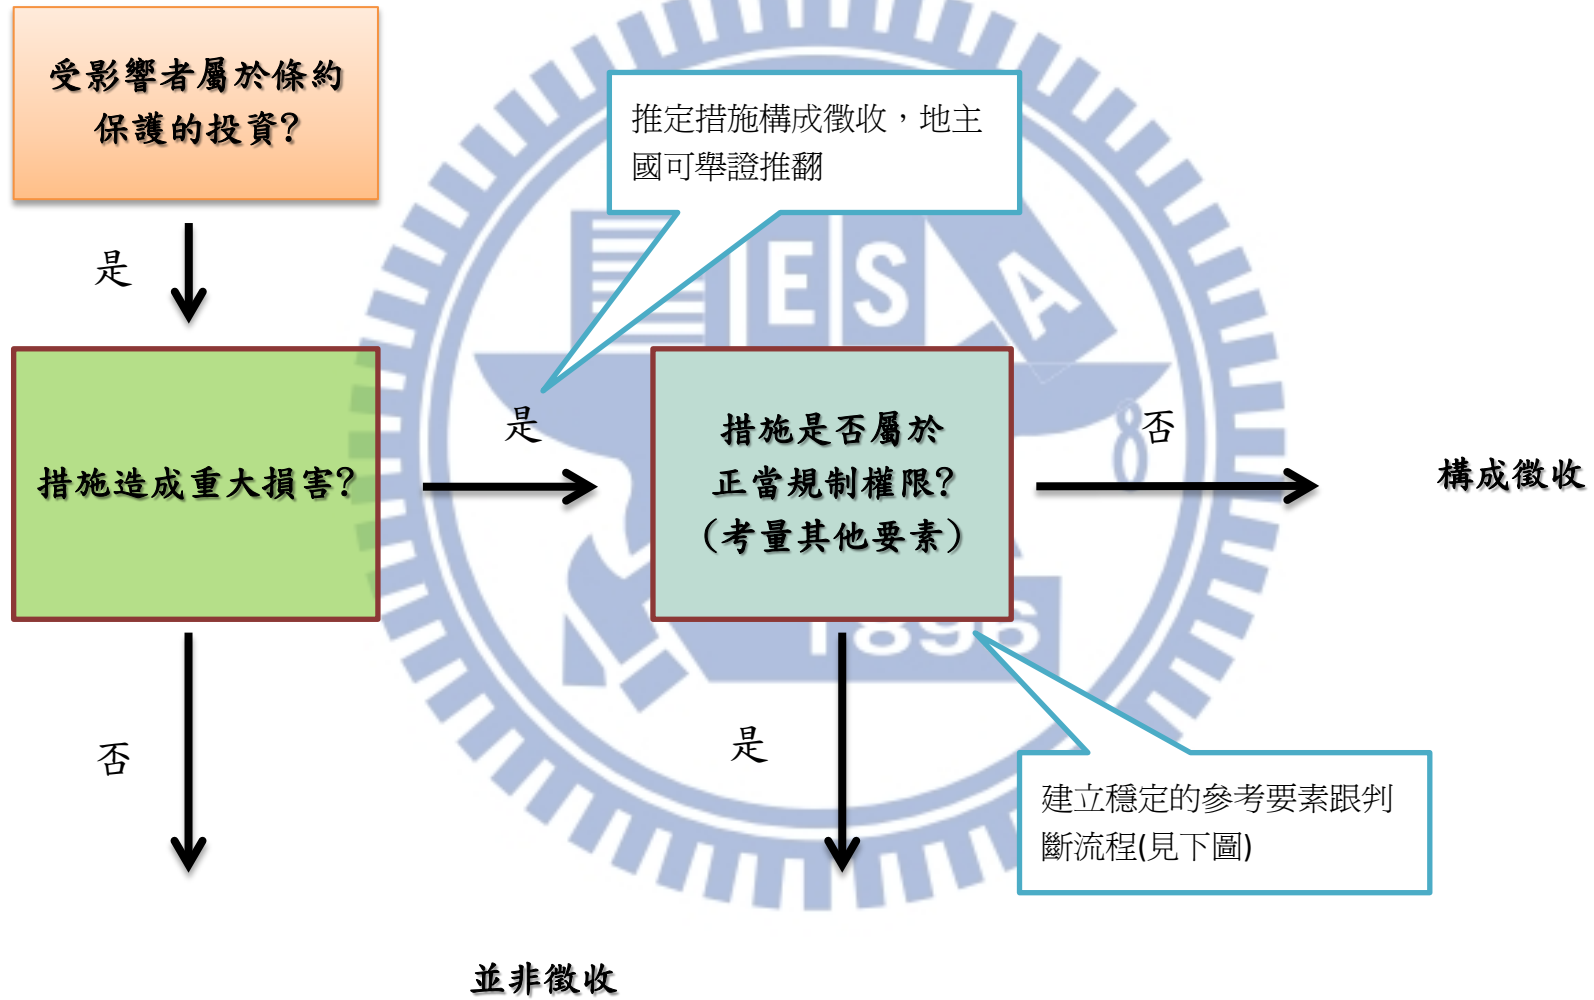 受影響者屬於條約
保護的投資?
推定措施構成徵收，地主
國可舉證推翻
是
E S A
措施造成重大損害?
是
措施是否屬於
正當規制權限?
(考量其他要素)
否
構成徵收
1896
否
是
建立穩定的參考要素跟判
斷流程(見下圖)
並非徵收